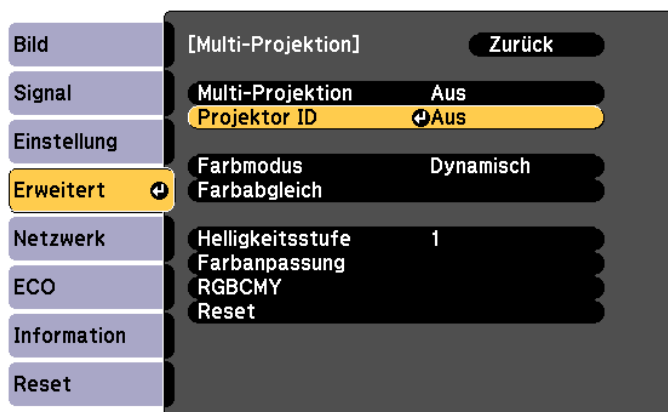 Bild
Signal
Einstellung
Erweitert
Netzwerk
ECO
Information
Reset
[Multi-Projektion] Zurück
Multi-Projektion Aus
Projektor ID Aus
Farbmodus Dynamisch
Farbabgleich
Helligkeitsstufe 1
Farbanpassung
RGBCMY
Reset